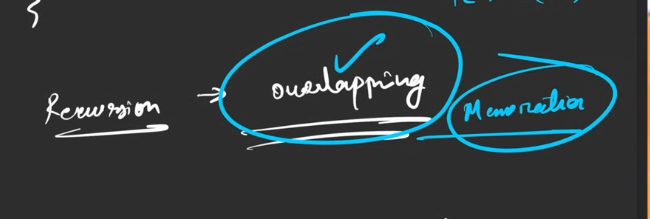 }
Recursion → overlapping Memoization